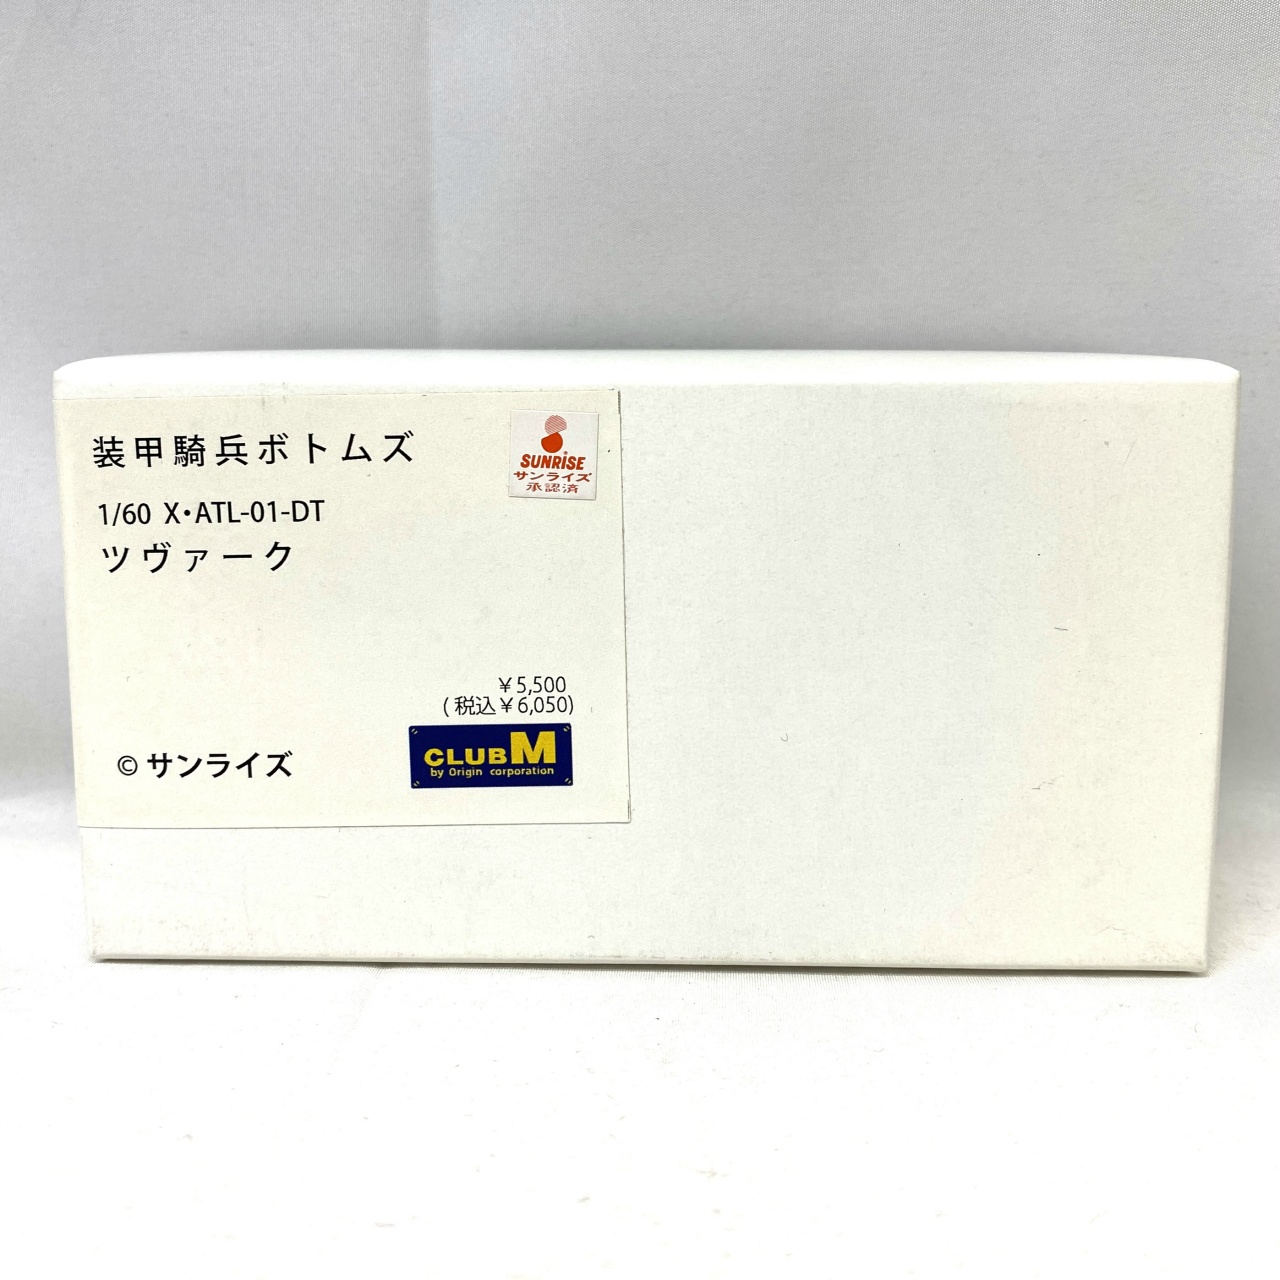 装甲騎兵ボトムズ
SUNRISE
サンライズ
承認済
1/60 X・ATL-01-DT
ツヴァーク
￥5,500
(税込￥6,050)
© サンライズ
CLUB M
by Origin corporation